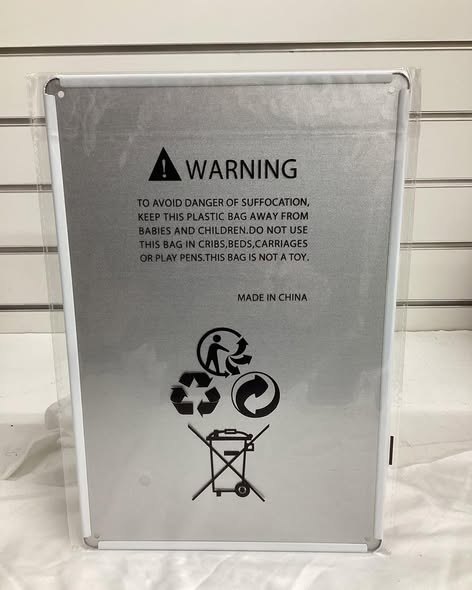 WARNING
TO AVOID DANGER OF SUFFOCATION,
KEEP THIS PLASTIC BAG AWAY FROM
BABIES AND CHILDREN.DO NOT USE
THIS BAG IN CRIBS,BEDS,CARRIAGES
OR PLAY PENS.THIS BAG IS NOT A TOY.
MADE IN CHINA